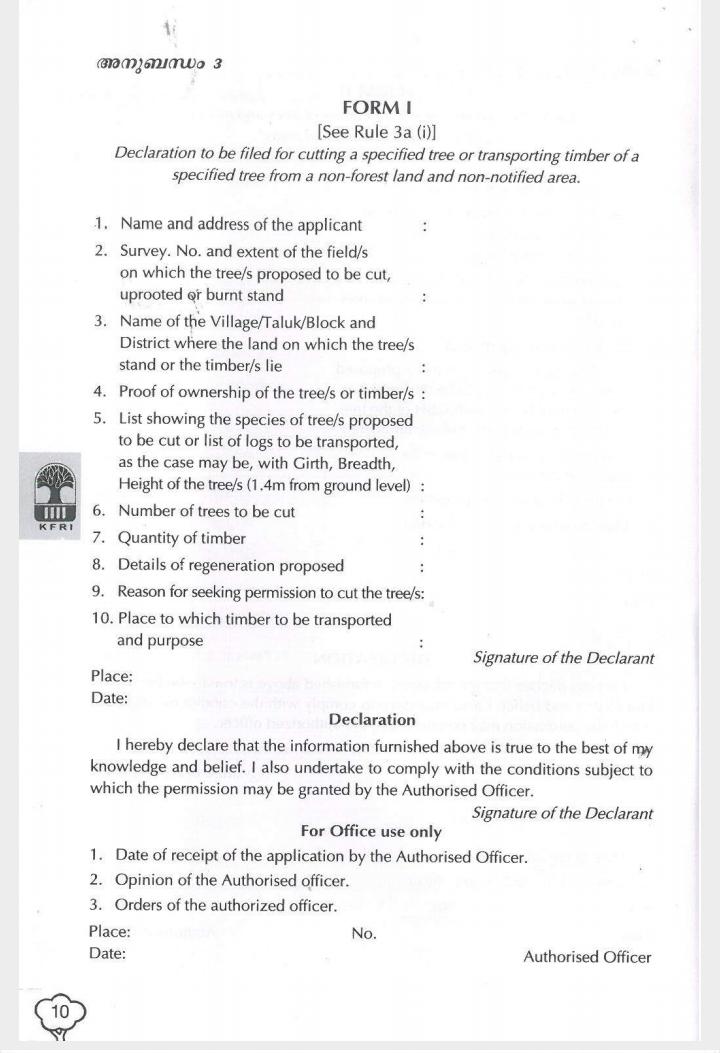 അനുബന്ധം 3
FORM I
[See Rule 3a (i)]
Declaration to be filed for cutting a specified tree or transporting timber of a
specified tree from a non-forest land and non-notified area.
1. Name and address of the applicant :
2. Survey. No. and extent of the field/s
on which the tree/s proposed to be cut,
uprooted or burnt stand :
3. Name of the Village/Taluk/Block and
District where the land on which the tree/s
stand or the timber/s lie :
4. Proof of ownership of the tree/s or timber/s :
5. List showing the species of tree/s proposed
to be cut or list of logs to be transported,
as the case may be, with Girth, Breadth,
Height of the tree/s (1.4m from ground level) :
KFRI
6. Number of trees to be cut :
7. Quantity of timber :
8. Details of regeneration proposed :
9. Reason for seeking permission to cut the tree/s:
10. Place to which timber to be transported
and purpose :
Signature of the Declarant
Place:
Date:
Declaration
I hereby declare that the information furnished above is true to the best of my
knowledge and belief. I also undertake to comply with the conditions subject to
which the permission may be granted by the Authorised Officer.
Signature of the Declarant
For Office use only
1. Date of receipt of the application by the Authorised Officer.
2. Opinion of the Authorised officer.
3. Orders of the authorized officer.
Place: No.
Date:
Authorised Officer
10